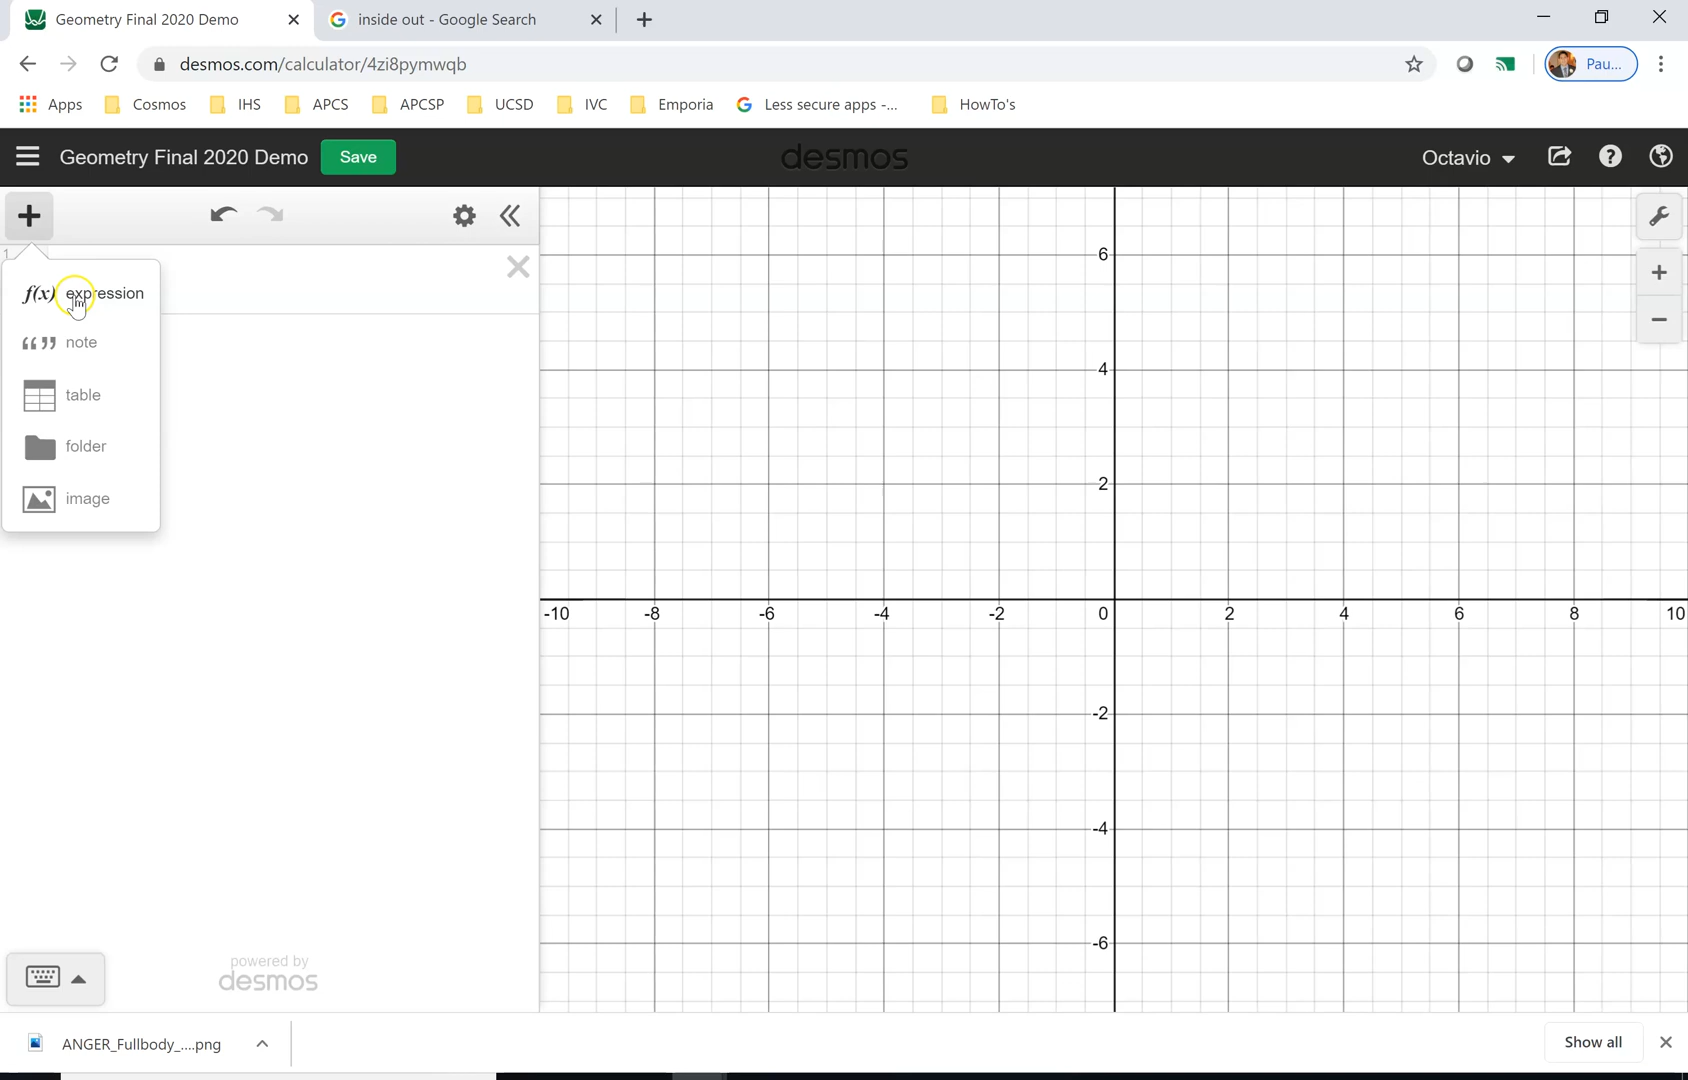 Geometry Final 2020 Demo
inside out - Google Search
desmos.com/calculator/4zi8pymwqb
Pau...
Apps Cosmos IHS APCS APCSP UCSD IVC Emporia Less secure apps -... HowTo's
Geometry Final 2020 Demo Save desmos Octavio
1
f(x) expression
“” note
table
folder
image
6
4
2
-10 -8 -6 -4 -2 0 2 4 6 8 10
-2
-4
-6
powered by
desmos
ANGER_Fullbody_....png
Show all